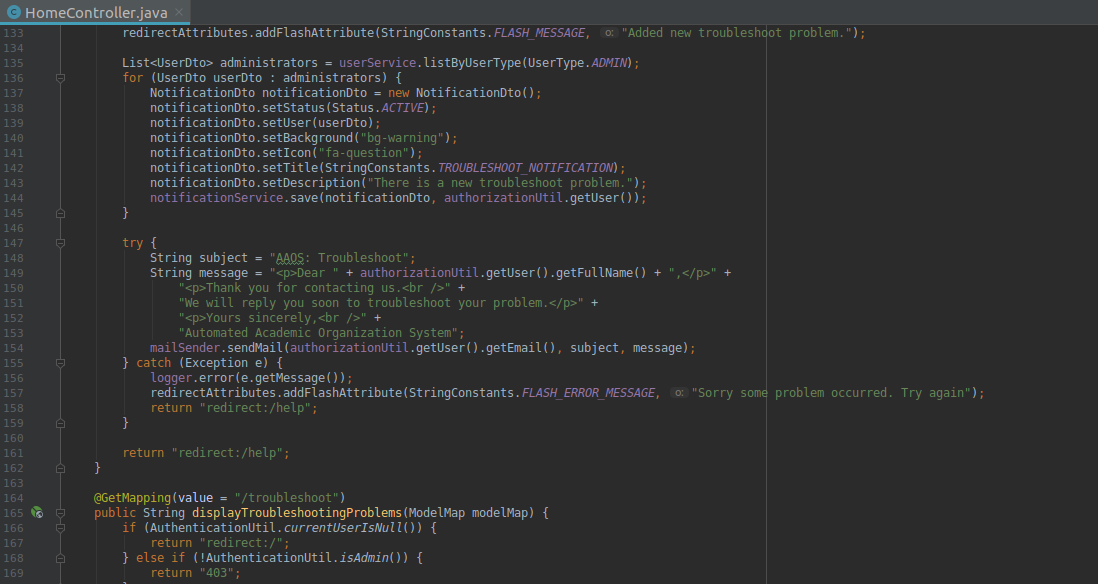 HomeController.java
133 redirectAttributes.addFlashAttribute(StringConstants.FLASH_MESSAGE, o: "Added new troubleshoot problem.");
134
135 List<UserDto> administrators = userService.listByUserType(UserType.ADMIN);
136 for (UserDto userDto : administrators) {
137 NotificationDto notificationDto = new NotificationDto();
138 notificationDto.setStatus(Status.ACTIVE);
139 notificationDto.setUser(userDto);
140 notificationDto.setBackground("bg-warning");
141 notificationDto.setIcon("fa-question");
142 notificationDto.setTitle(StringConstants.TROUBLESHOOT_NOTIFICATION);
143 notificationDto.setDescription("There is a new troubleshoot problem.");
144 notificationService.save(notificationDto, authorizationUtil.getUser());
145 }
146
147 try {
148 String subject = "AAOS: Troubleshoot";
149 String message = "<p>Dear " + authorizationUtil.getUser().getFullName() + ",</p>" +
150 "<p>Thank you for contacting us.<br />" +
151 "We will reply you soon to troubleshoot your problem.</p>" +
152 "<p>Yours sincerely,<br />" +
153 "Automated Academic Organization System";
154 mailSender.sendMail(authorizationUtil.getUser().getEmail(), subject, message);
155 } catch (Exception e) {
156 logger.error(e.getMessage());
157 redirectAttributes.addFlashAttribute(StringConstants.FLASH_ERROR_MESSAGE, o: "Sorry some problem occurred. Try again");
158 return "redirect:/help";
159 }
160
161 return "redirect:/help";
162 }
163
164 @GetMapping(value = "/troubleshoot")
165 public String displayTroubleshootingProblems(ModelMap modelMap) {
166 if (AuthenticationUtil.currentUserIsNull()) {
167 return "redirect:/";
168 } else if (!AuthenticationUtil.isAdmin()) {
169 return "403";